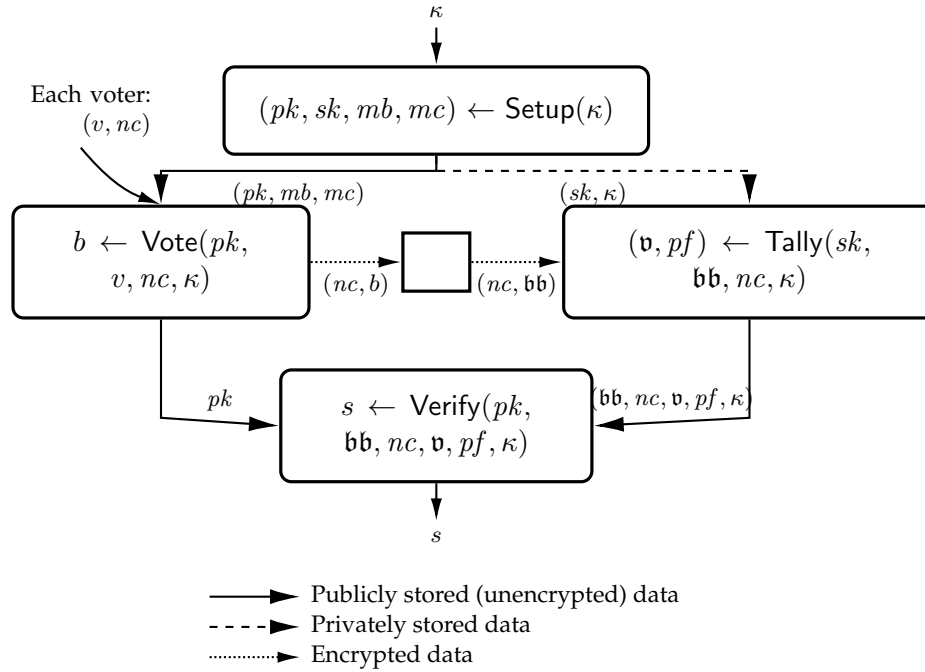 κ
Each voter:
(v, nc)
(pk, sk, mb, mc) ← Setup(κ)
(pk, mb, mc)
(sk, κ)
b ← Vote(pk,
v, nc, κ)
(nc, b)
(nc, 𝔟𝔟)
(𝔳, pf) ← Tally(sk,
𝔟𝔟, nc, κ)
pk
s ← Verify(pk,
𝔟𝔟, nc, 𝔳, pf, κ)
(𝔟𝔟, nc, 𝔳, pf, κ)
s
Publicly stored (unencrypted) data
Privately stored data
Encrypted data